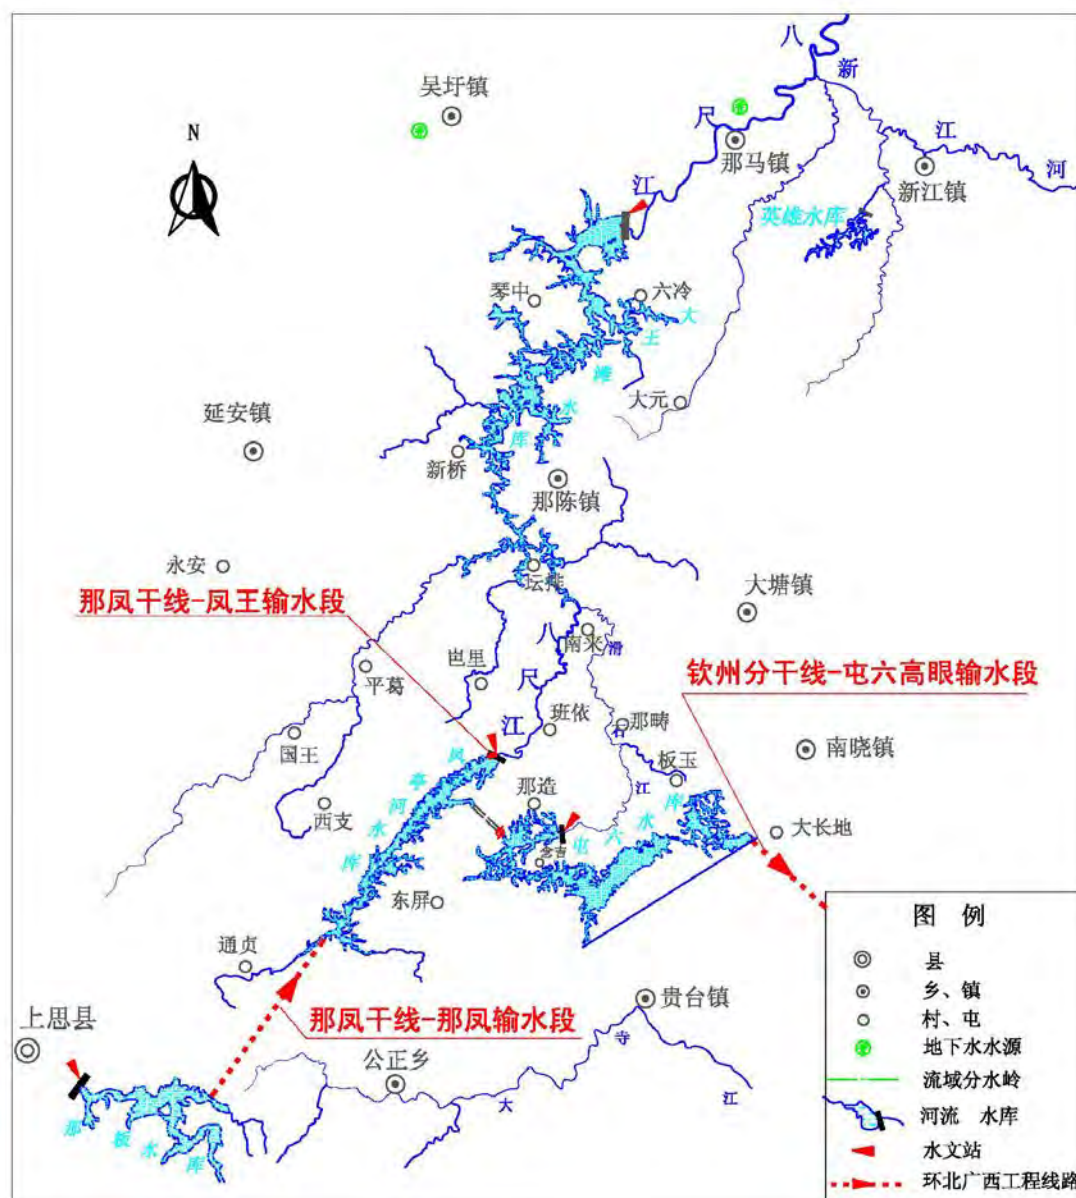 八
新
吴圩镇
尺
江
N
那马镇
河
江
新江镇
英雄水库
琴中
六冷
大
王
滩
水
库
大元
延安镇
新桥
那陈镇
永安
坛排
大塘镇
那凤干线-凤王输水段
八
南米
滑
岜里
尺
平葛
钦州分干线-屯六高眼输水段
江
班依
那畴
石
国王
南晓镇
凤
亭
河
水
库
板玉
江
那造
西支
屯
六
水
库
大长地
念吉
东屏
通贞
图 例
县
乡、镇
村、屯
地下水水源
流域分水岭
河流 水库
水文站
环北广西工程线路
贵台镇
上思县
那凤干线-那凤输水段
寺
公正乡
大
江
那
板
水
库